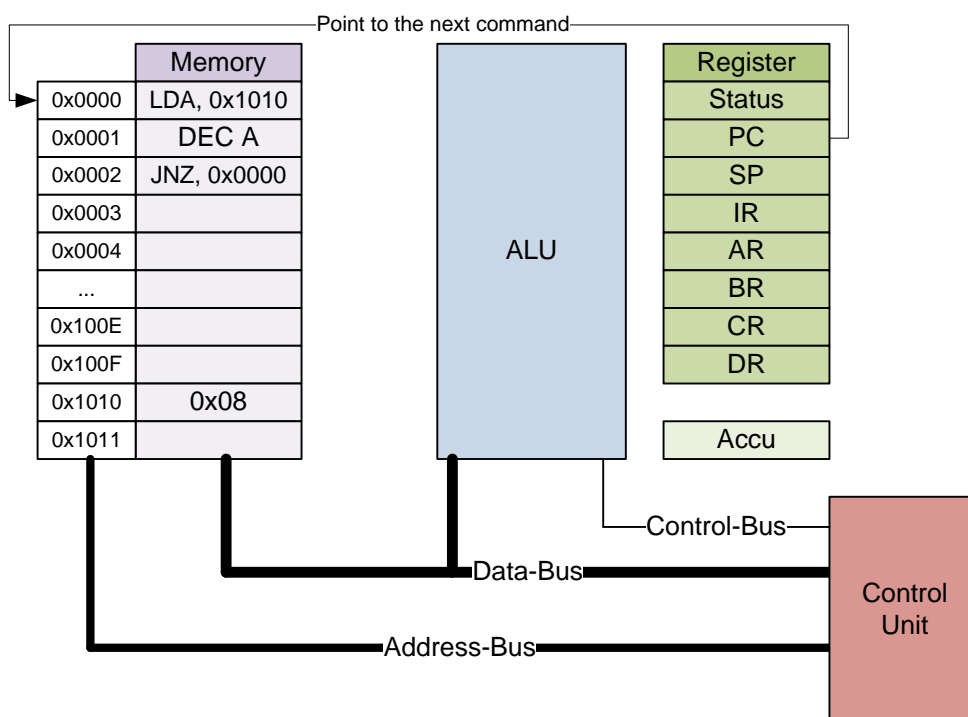 Point to the next command
Memory
Register
0x0000 LDA, 0x1010
0x0001 DEC A
0x0002 JNZ, 0x0000
0x0003
0x0004
...
0x100E
0x100F
0x1010 0x08
0x1011
ALU
Status
PC
SP
IR
AR
BR
CR
DR
Accu
Control-Bus
Data-Bus
Address-Bus
Control
Unit